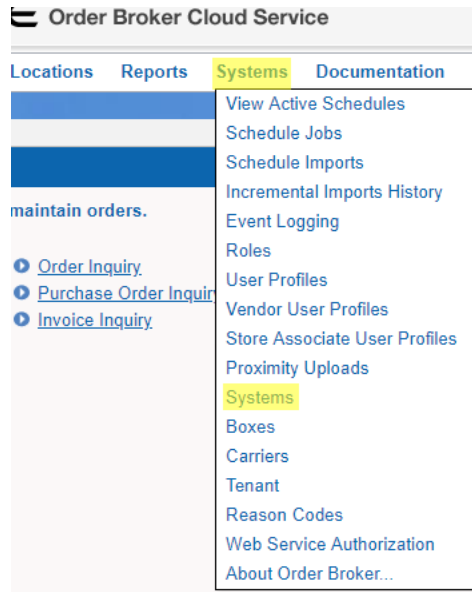 Order Broker Cloud Service
Locations Reports Systems Documentation
View Active Schedules
Schedule Jobs
Schedule Imports
Incremental Imports History
Event Logging
Roles
User Profiles
Vendor User Profiles
Store Associate User Profiles
Proximity Uploads
Systems
Boxes
Carriers
Tenant
Reason Codes
Web Service Authorization
About Order Broker...
maintain orders.
Order Inquiry
Purchase Order Inquiry
Invoice Inquiry